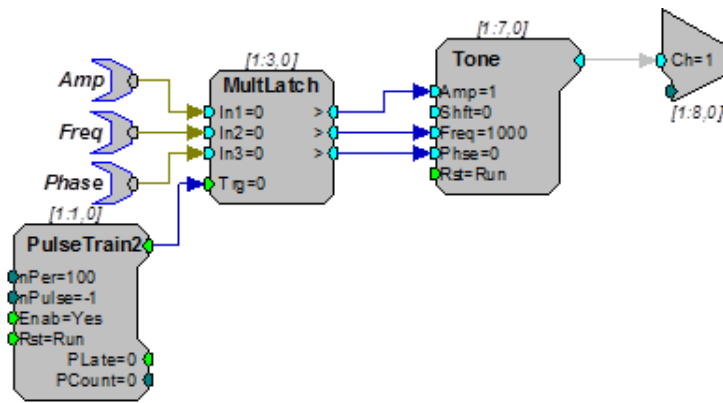 [1:3,0]
[1:7,0]
Amp
MultLatch
Tone
Ch=1
In1=0 >
Amp=1
Shft=0
Freq
In2=0 >
Freq=1000
[1:8,0]
In3=0 >
Phse=0
Phase
Trg=0
Rst=Run
[1:1,0]
PulseTrain2
nPer=100
nPulse=-1
Enab=Yes
Rst=Run
PLate=0
PCount=0